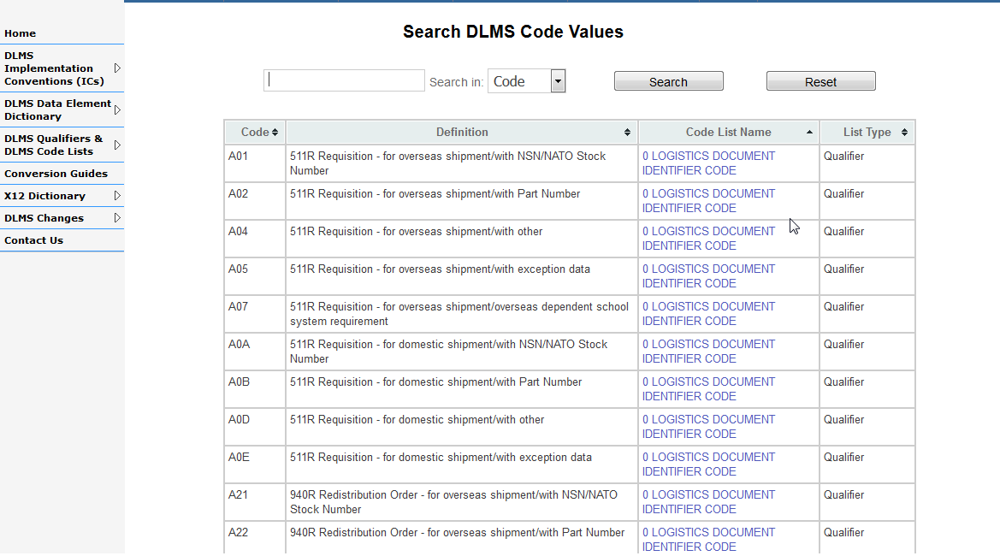 Search DLMS Code Values
Home
DLMS
Implementation
Conventions (ICs)
DLMS Data Element
Dictionary
DLMS Qualifiers &
DLMS Code Lists
Conversion Guides
X12 Dictionary
DLMS Changes
Contact Us
Search in: Code Search Reset
Code Definition Code List Name List Type
A01 511R Requisition - for overseas shipment/with NSN/NATO Stock 0 LOGISTICS DOCUMENT Qualifier
Number IDENTIFIER CODE
A02 511R Requisition - for overseas shipment/with Part Number 0 LOGISTICS DOCUMENT Qualifier
IDENTIFIER CODE
A04 511R Requisition - for overseas shipment/with other 0 LOGISTICS DOCUMENT Qualifier
IDENTIFIER CODE
A05 511R Requisition - for overseas shipment/with exception data 0 LOGISTICS DOCUMENT Qualifier
IDENTIFIER CODE
A07 511R Requisition - for overseas shipment/overseas dependent school 0 LOGISTICS DOCUMENT Qualifier
system requirement IDENTIFIER CODE
A0A 511R Requisition - for domestic shipment/with NSN/NATO Stock 0 LOGISTICS DOCUMENT Qualifier
Number IDENTIFIER CODE
A0B 511R Requisition - for domestic shipment/with Part Number 0 LOGISTICS DOCUMENT Qualifier
IDENTIFIER CODE
A0D 511R Requisition - for domestic shipment/with other 0 LOGISTICS DOCUMENT Qualifier
IDENTIFIER CODE
A0E 511R Requisition - for domestic shipment/with exception data 0 LOGISTICS DOCUMENT Qualifier
IDENTIFIER CODE
A21 940R Redistribution Order - for overseas shipment/with NSN/NATO 0 LOGISTICS DOCUMENT Qualifier
Stock Number IDENTIFIER CODE
A22 940R Redistribution Order - for overseas shipment/with Part Number 0 LOGISTICS DOCUMENT Qualifier
IDENTIFIER CODE